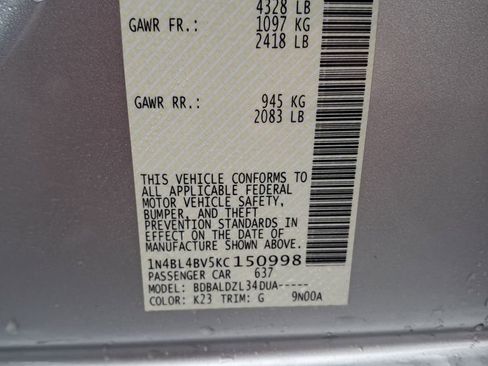 4328 LB
GAWR FR.: 1097 KG
2418 LB
GAWR RR.: 945 KG
2083 LB
THIS VEHICLE CONFORMS TO
ALL APPLICABLE FEDERAL
MOTOR VEHICLE SAFETY,
BUMPER, AND THEFT
PREVENTION STANDARDS IN
EFFECT ON THE DATE OF
MANUFACTURE SHOWN ABOVE.
1N4BL4BV5KC150998
PASSENGER CAR 637
MODEL: BDBALDZL34DUA-----
COLOR: K23 TRIM: G 9N00A